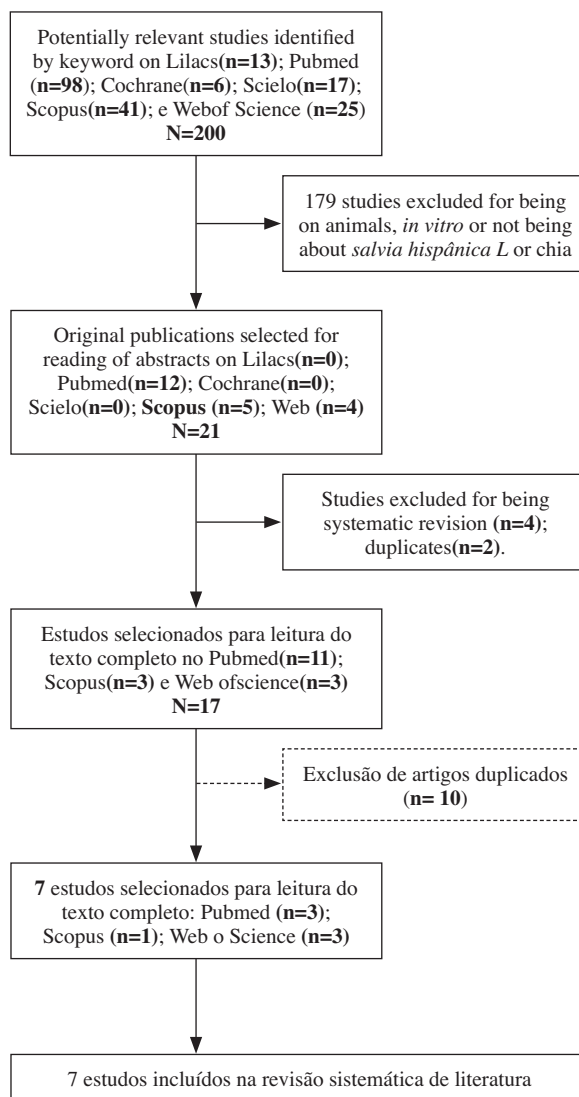 Potentially relevant studies identified
by keyword on Lilacs(n=13); Pubmed
(n=98); Cochrane(n=6); Scielo(n=17);
Scopus(n=41); e Webof Science (n=25)
N=200
179 studies excluded for being
on animals, in vitro or not being
about salvia hispânica L or chia
Original publications selected for
reading of abstracts on Lilacs(n=0);
Pubmed(n=12); Cochrane(n=0);
Scielo(n=0); Scopus (n=5); Web (n=4)
N=21
Studies excluded for being
systematic revision (n=4);
duplicates(n=2).
Estudos selecionados para leitura do
texto completo no Pubmed(n=11);
Scopus(n=3) e Web ofscience(n=3)
N=17
Exclusão de artigos duplicados
(n= 10)
7 estudos selecionados para leitura do
texto completo: Pubmed (n=3);
Scopus (n=1); Web o Science (n=3)
7 estudos incluídos na revisão sistemática de literatura